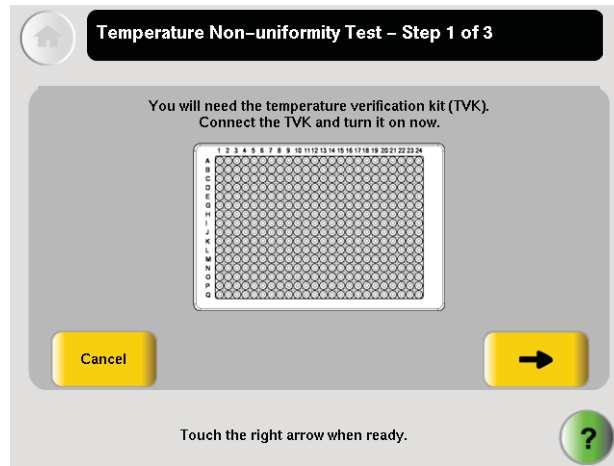 Temperature Non-uniformity Test - Step 1 of 3
You will need the temperature verification kit (TVK).
Connect the TVK and turn it on now.
1 2 3 4 5 6 7 8 9 10 11 12 13 14 15 16 17 18 19 20 21 22 23 24
A
B
C
D
E
F
G
H
I
J
K
L
M
N
O
P
Q
Cancel
Touch the right arrow when ready.
?